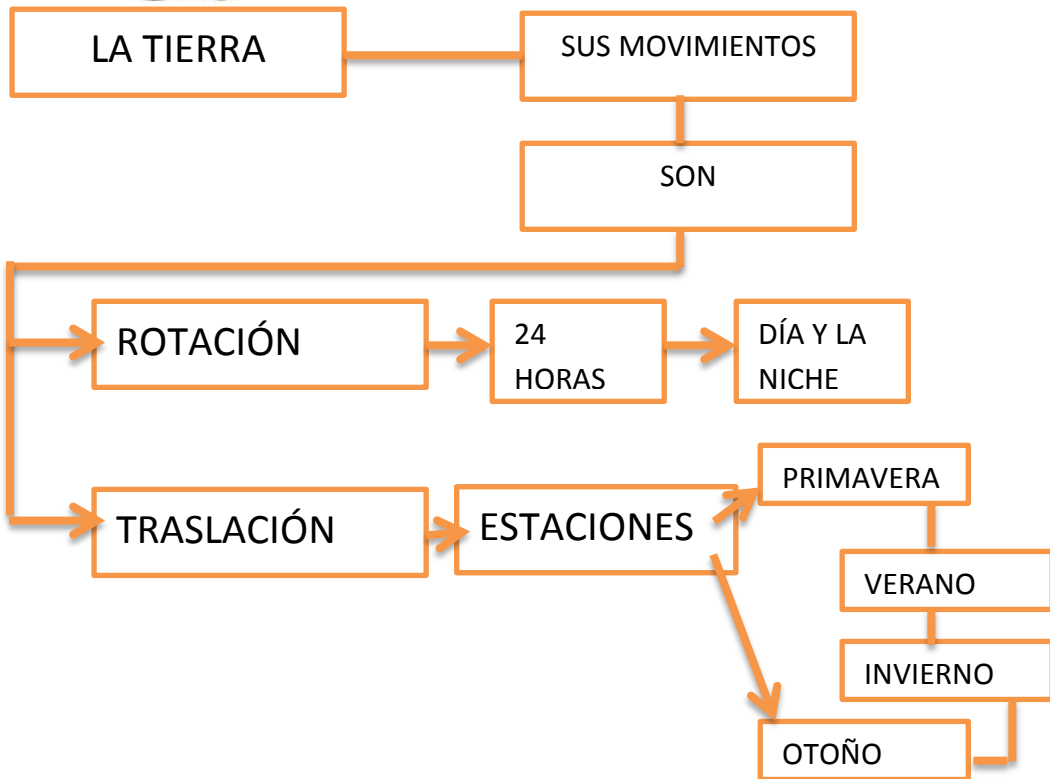 LA TIERRA
SUS MOVIMIENTOS
SON
ROTACIÓN
24
HORAS
DÍA Y LA
NICHE
TRASLACIÓN
ESTACIONES
PRIMAVERA
VERANO
INVIERNO
OTOÑO